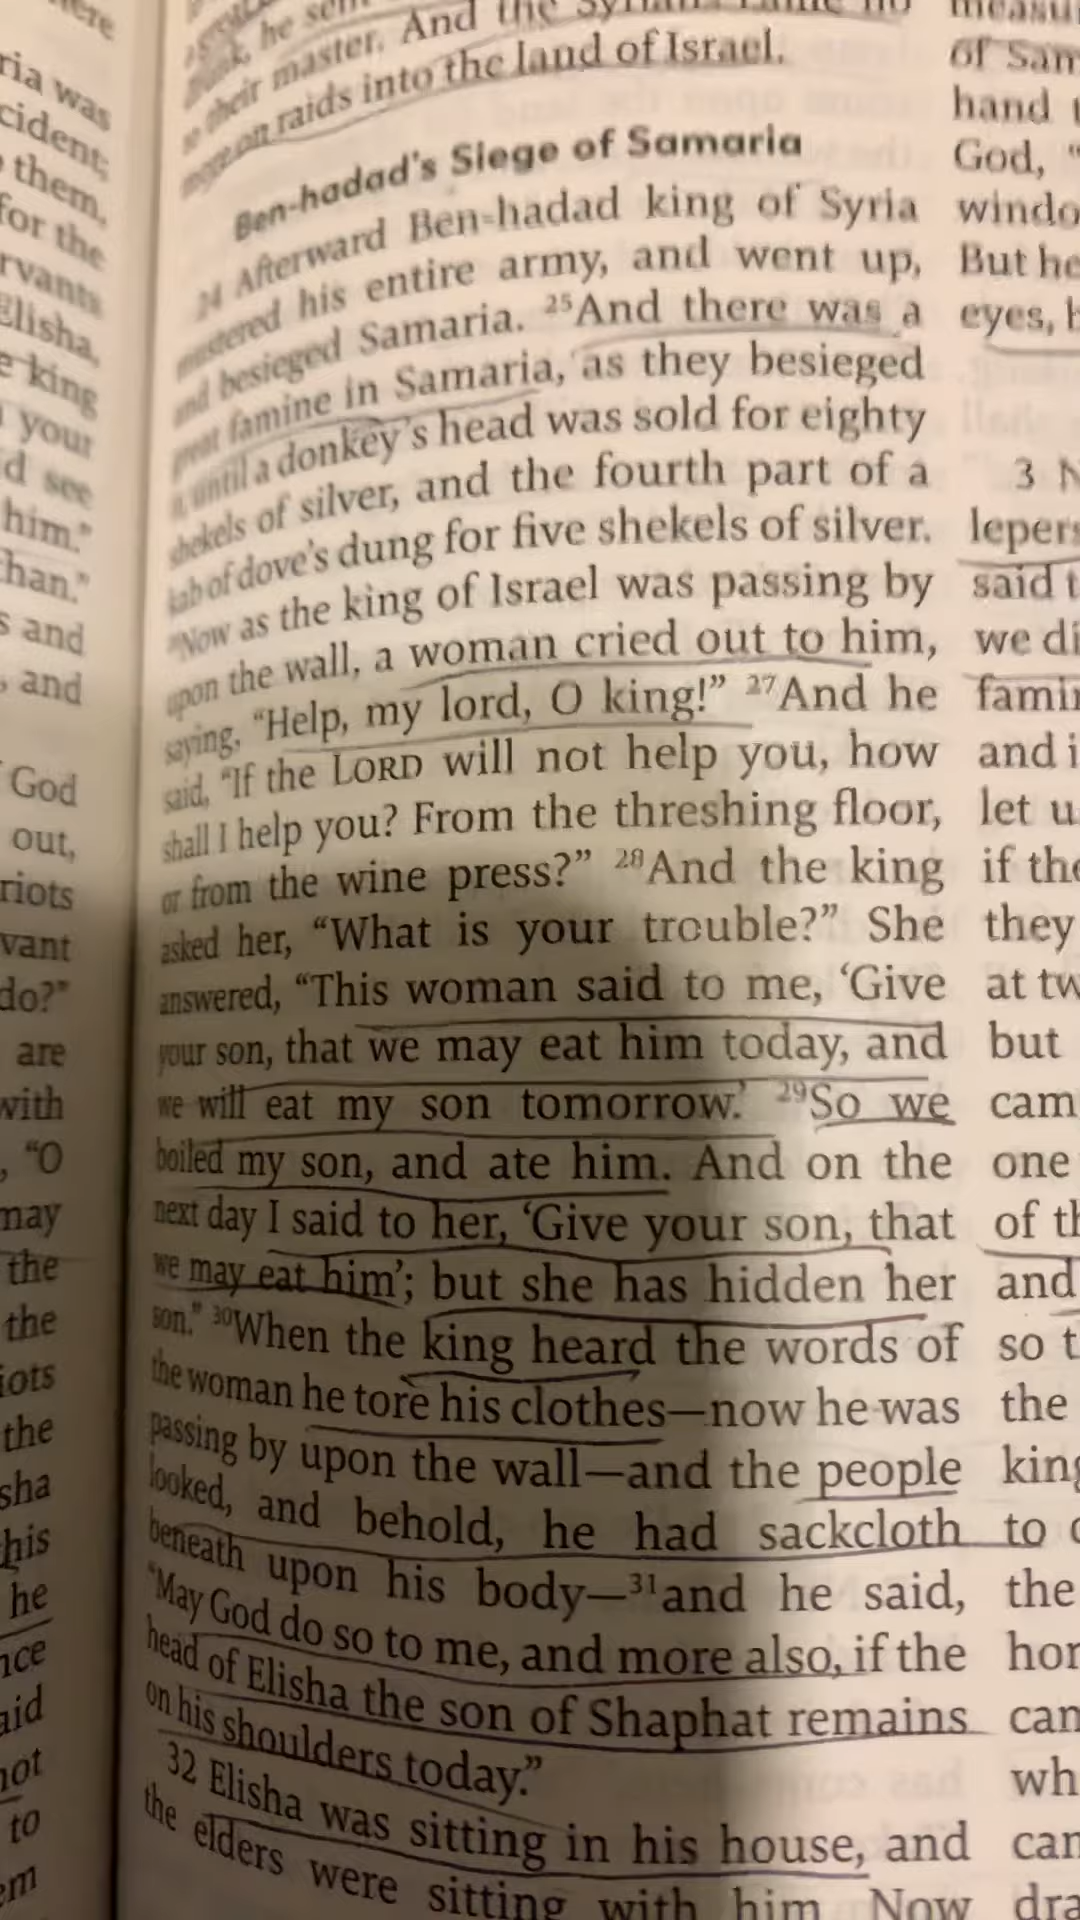 ere
ria was
cident;
them,
for the
rvants
Elisha,
e king
your
d see
him."
than."
s and
, and
God
out,
riots
vant
do?"
are
with
, "O
may
the
the
iots
the
sha
his
he
nce
aid
not
to
em
drank, he sent
to their master. And the Syrians came no
more on raids into the land of Israel.
Ben-hadad's Siege of Samaria
24 Afterward Ben-hadad king of Syria
mustered his entire army, and went up,
and besieged Samaria. 25And there was a
great famine in Samaria, as they besieged
it, until a donkey's head was sold for eighty
shekels of silver, and the fourth part of a
kab of dove's dung for five shekels of silver.
26Now as the king of Israel was passing by
upon the wall, a woman cried out to him,
saying, "Help, my lord, O king!" 27And he
said, "If the LORD will not help you, how
shall I help you? From the threshing floor,
or from the wine press?" 28And the king
asked her, "What is your trouble?" She
answered, "This woman said to me, 'Give
your son, that we may eat him today, and
we will eat my son tomorrow.' 29So we
boiled my son, and ate him. And on the
next day I said to her, 'Give your son, that
we may eat him'; but she has hidden her
son." 30When the king heard the words of
the woman he tore his clothes—now he was
passing by upon the wall—and the people
looked, and behold, he had sackcloth
beneath upon his body—31and he said,
"May God do so to me, and more also, if the
head of Elisha the son of Shaphat remains
on his shoulders today."
32 Elisha was sitting in his house, and
the elders were sitting with him. Now
measu
of Sam
hand
God, "
windo
But he
eyes, b
3 N
lepers
said t
we di
famin
and i
let u
if the
they
at tw
but
cam
one
of th
and
so t
the
king
to
the
hor
can
wh
can
dra